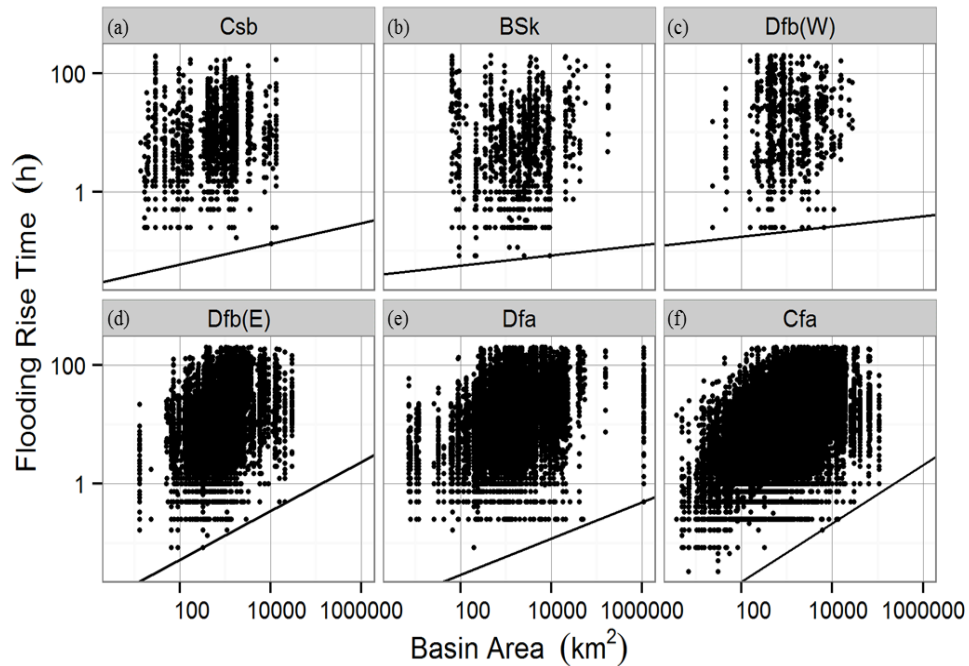 (a) Csb (b) BSk (c) Dfb(W)
100
1
(d) Dfb(E) (e) Dfa (f) Cfa
100
1
100 10000 1000000 100 10000 1000000 100 10000 1000000
Flooding Rise Time (h)
Basin Area (km²)